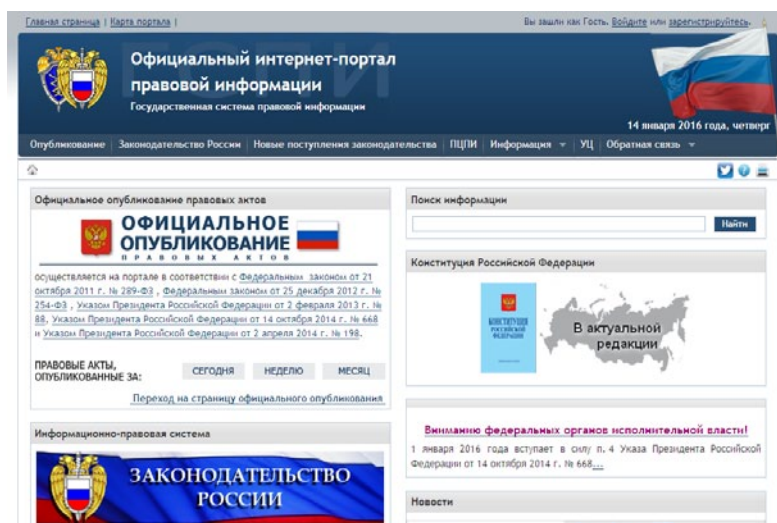 Главная страница | Карта портала |
Вы зашли как Гость. Войдите или зарегистрируйтесь.
Официальный интернет-портал
правовой информации
Государственная система правовой информации
14 января 2016 года, четверг
Опубликование Законодательство России Новые поступления законодательства ПЦПИ Информация УЦ Обратная связь
Официальное опубликование правовых актов
ОФИЦИАЛЬНОЕ
ОПУБЛИКОВАНИЕ
ПРАВОВЫХ АКТОВ
осуществляется на портале в соответствии с Федеральным законом от 21
октября 2011 г. № 289-ФЗ , Федеральным законом от 25 декабря 2012 г. №
254-ФЗ , Указом Президента Российской Федерации от 2 февраля 2013 г. №
88, Указом Президента Российской Федерации от 14 октября 2014 г. № 668
и Указом Президента Российской Федерации от 2 апреля 2014 г. № 198.
ПРАВОВЫЕ АКТЫ,
ОПУБЛИКОВАННЫЕ ЗА:
СЕГОДНЯ НЕДЕЛЮ МЕСЯЦ
Переход на страницу официального опубликования
Информационно-правовая система
ЗАКОНОДАТЕЛЬСТВО
РОССИИ
Поиск информации
Найти
Конституция Российской Федерации
КОНСТИТУЦИЯ
РОССИЙСКОЙ
ФЕДЕРАЦИИ
В актуальной
редакции
Вниманию федеральных органов исполнительной власти!
1 января 2016 года вступает в силу п. 4 Указа Президента Российской
Федерации от 14 октября 2014 г. № 668...
Новости